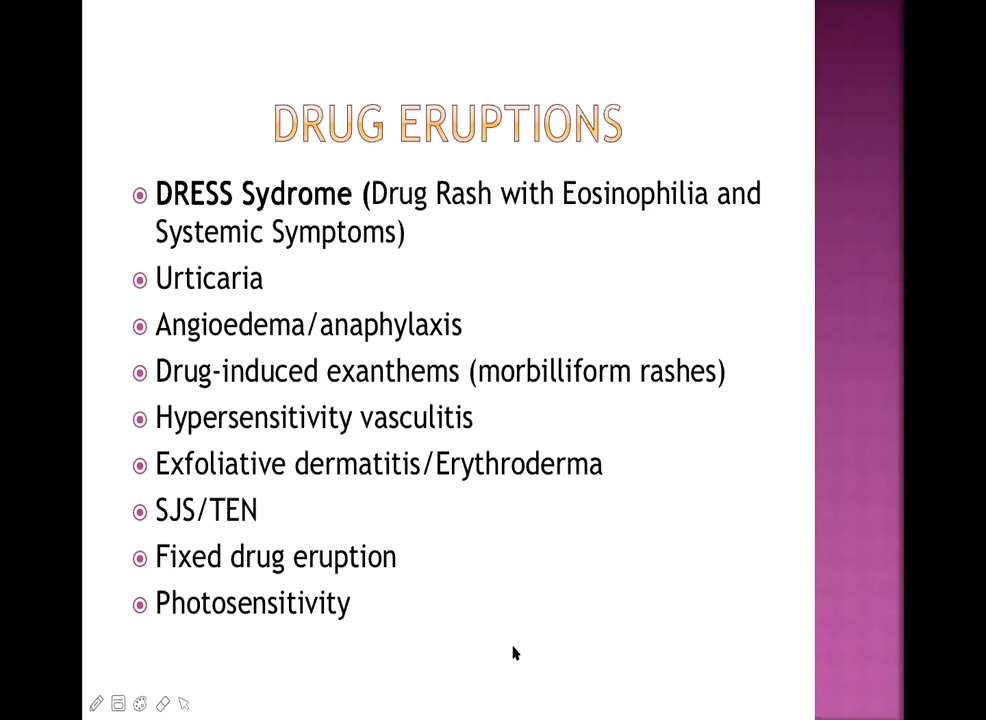 DRUG ERUPTIONS
DRESS Sydrome (Drug Rash with Eosinophilia and
Systemic Symptoms)
Urticaria
Angioedema/anaphylaxis
Drug-induced exanthems (morbilliform rashes)
Hypersensitivity vasculitis
Exfoliative dermatitis/Erythroderma
SJS/TEN
Fixed drug eruption
Photosensitivity